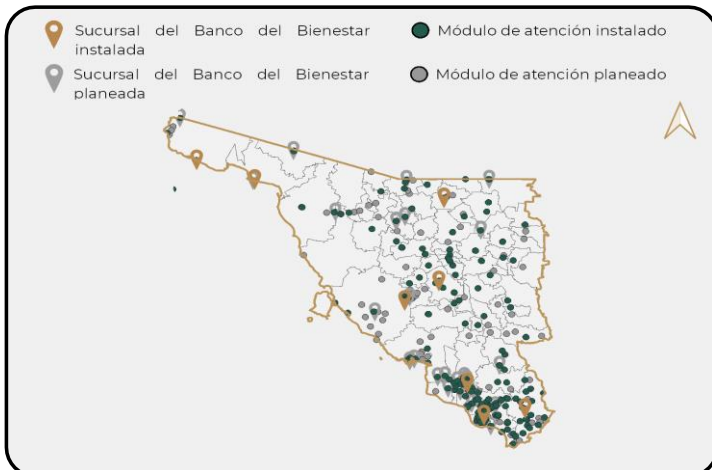 Sucursal del Banco del Bienestar
instalada
Módulo de atención instalado
Sucursal del Banco del Bienestar
planeada
Módulo de atención planeado